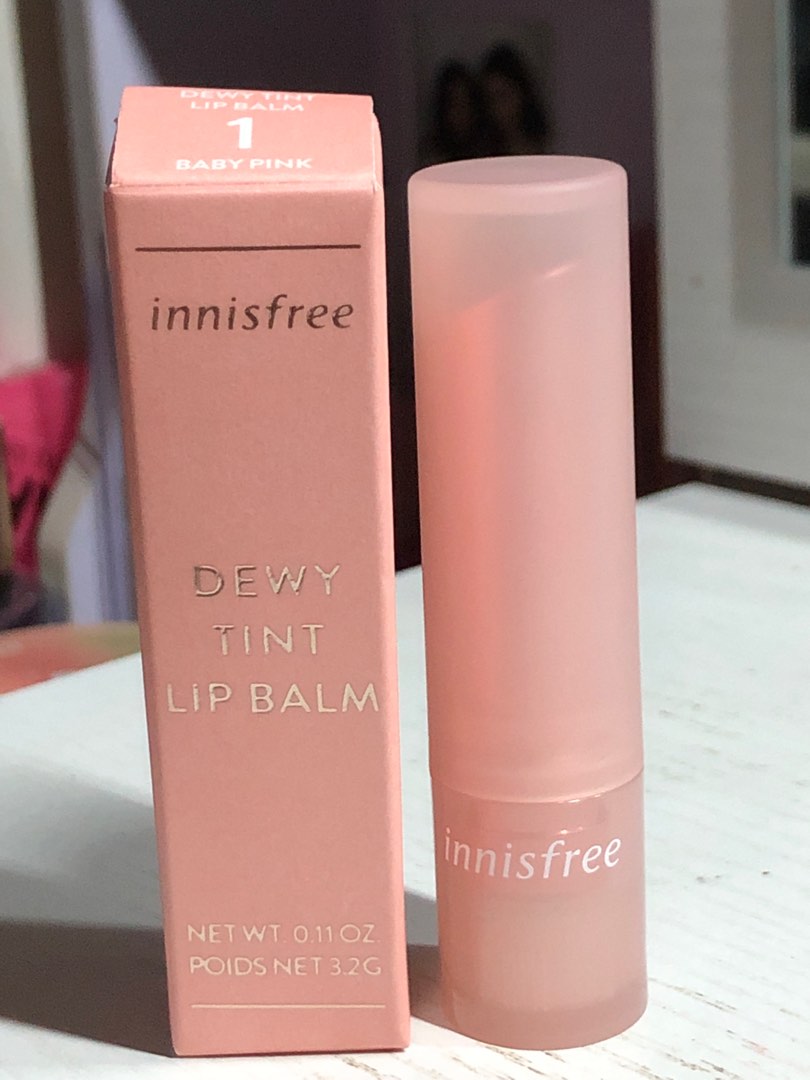 DEWY TINT
LIP BALM
1
BABY PINK
innisfree
DEWY
TINT
LIP BALM
NET WT. 0.11 OZ.
POIDS NET 3.2G
innisfree